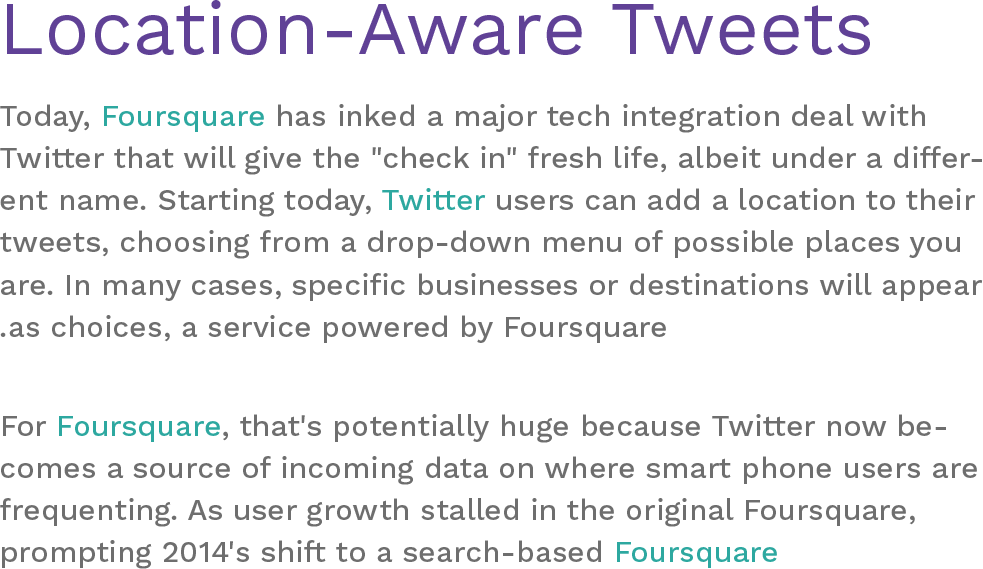 Location-Aware Tweets
Today, Foursquare has inked a major tech integration deal with
Twitter that will give the "check in" fresh life, albeit under a differ-
ent name. Starting today, Twitter users can add a location to their
tweets, choosing from a drop-down menu of possible places you
are. In many cases, specific businesses or destinations will appear
.as choices, a service powered by Foursquare
For Foursquare, that's potentially huge because Twitter now be-
comes a source of incoming data on where smart phone users are
frequenting. As user growth stalled in the original Foursquare,
prompting 2014's shift to a search-based Foursquare